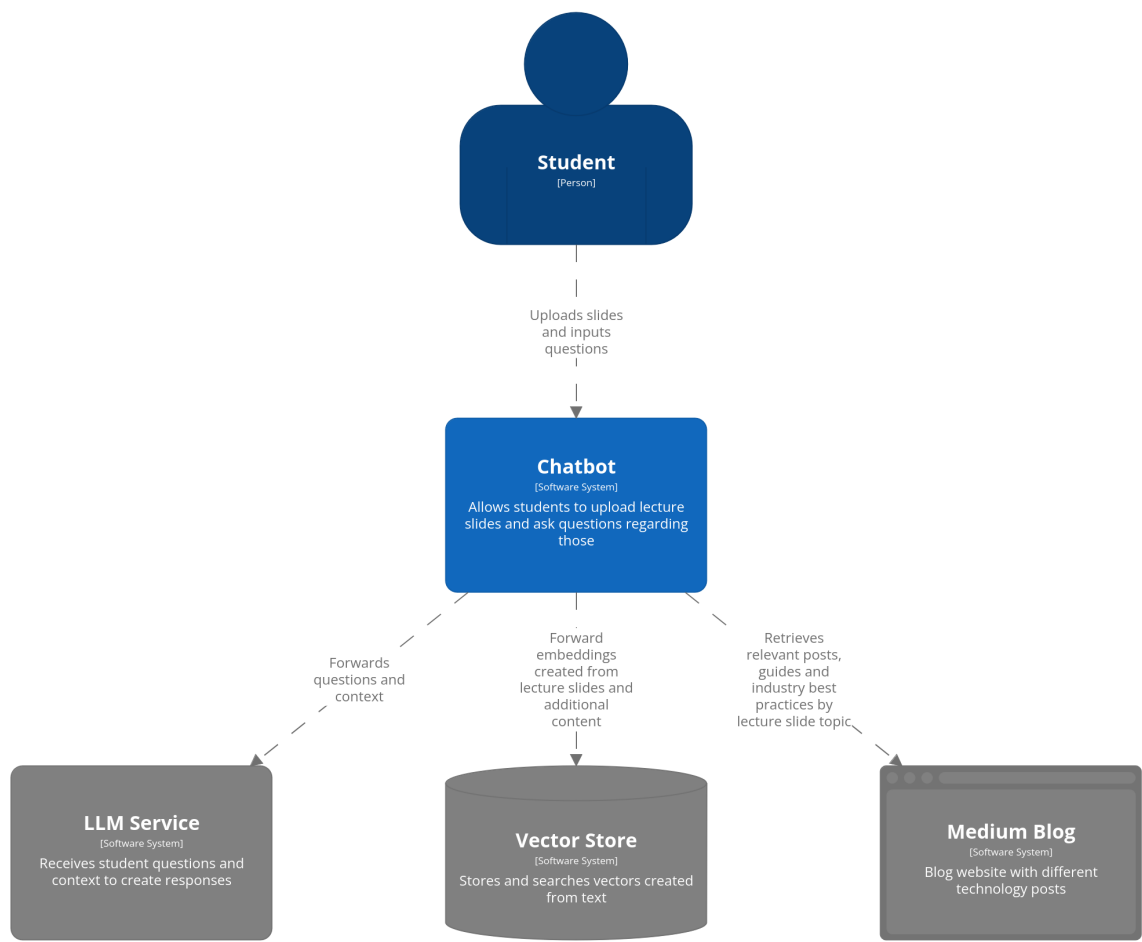 Student
[Person]
Uploads slides
and inputs
questions
Chatbot
[Software System]
Allows students to upload lecture
slides and ask questions regarding
those
Forwards
questions and
context
Forward
embeddings
created from
lecture slides and
additional
content
Retrieves
relevant posts,
guides and
industry best
practices by
lecture slide topic
LLM Service
[Software System]
Receives student questions and
context to create responses
Vector Store
[Software System]
Stores and searches vectors created
from text
Medium Blog
[Software System]
Blog website with different
technology posts